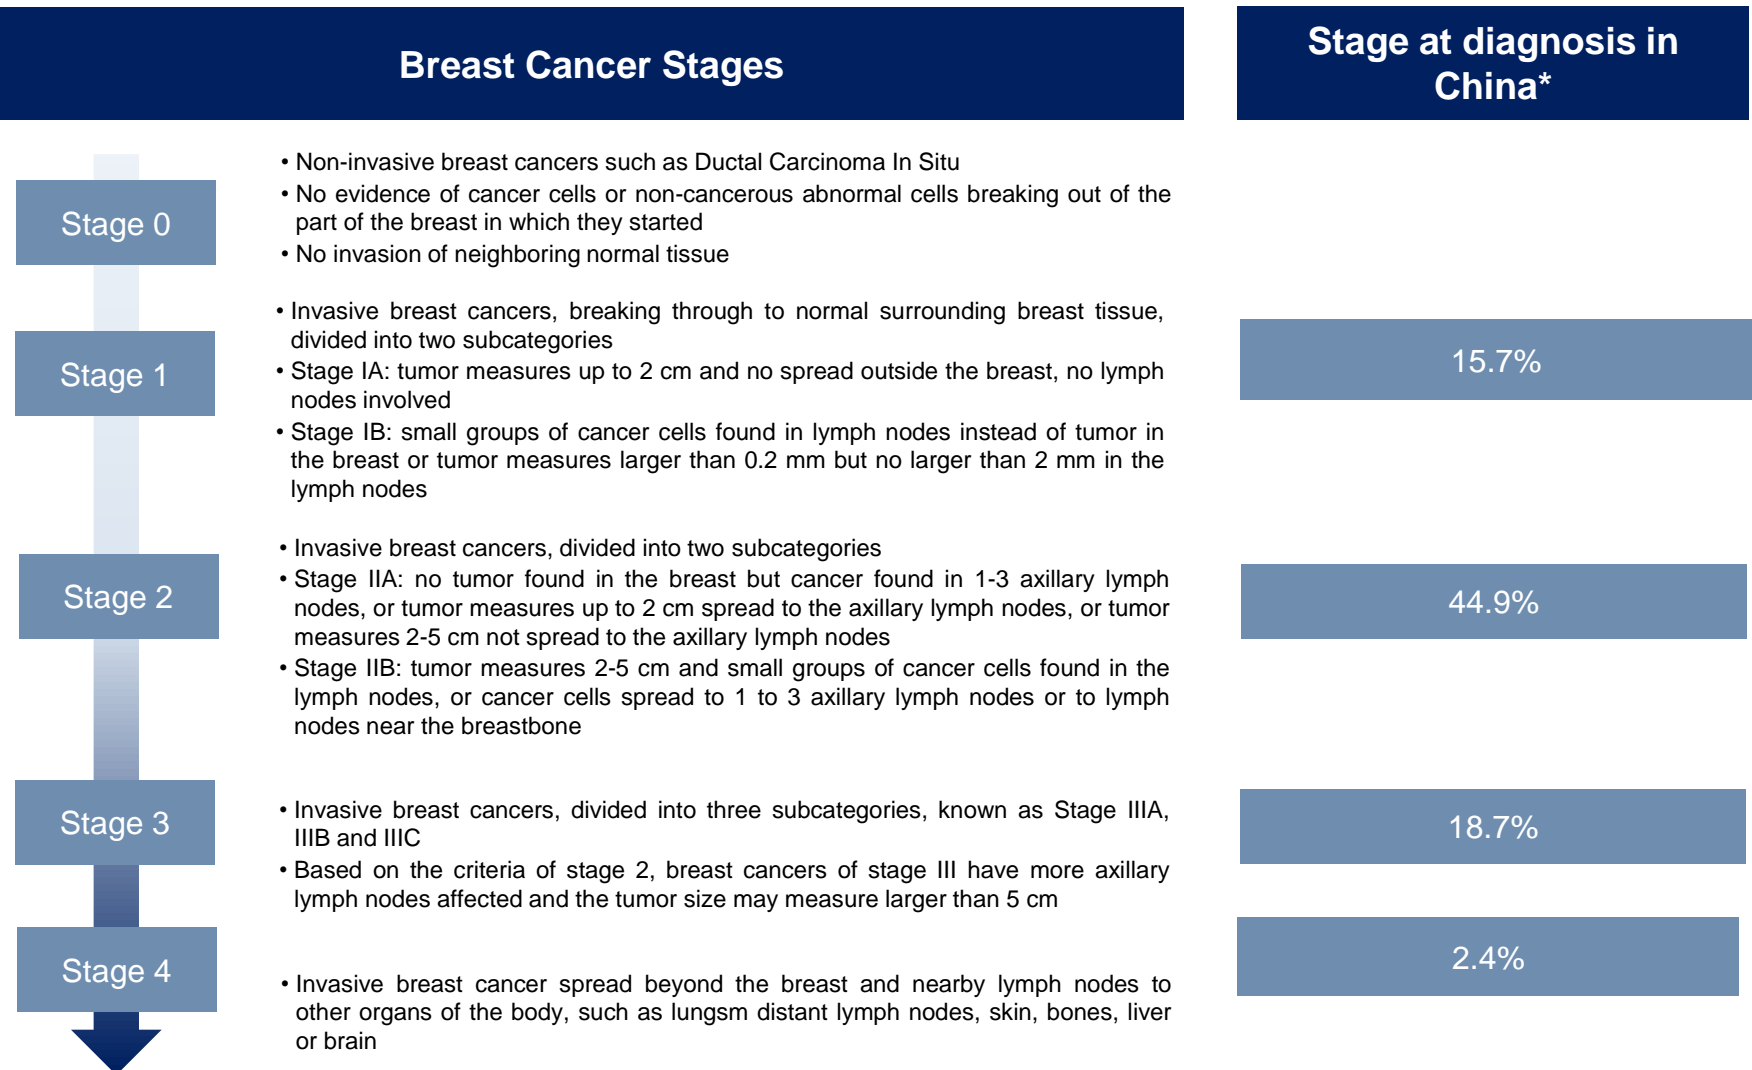 Breast Cancer Stages
Stage at diagnosis in
China*
Stage 0
• Non-invasive breast cancers such as Ductal Carcinoma In Situ
• No evidence of cancer cells or non-cancerous abnormal cells breaking out of the
part of the breast in which they started
• No invasion of neighboring normal tissue
Stage 1
• Invasive breast cancers, breaking through to normal surrounding breast tissue,
divided into two subcategories
• Stage IA: tumor measures up to 2 cm and no spread outside the breast, no lymph
nodes involved
• Stage IB: small groups of cancer cells found in lymph nodes instead of tumor in
the breast or tumor measures larger than 0.2 mm but no larger than 2 mm in the
lymph nodes
15.7%
Stage 2
• Invasive breast cancers, divided into two subcategories
• Stage IIA: no tumor found in the breast but cancer found in 1-3 axillary lymph
nodes, or tumor measures up to 2 cm spread to the axillary lymph nodes, or tumor
measures 2-5 cm not spread to the axillary lymph nodes
• Stage IIB: tumor measures 2-5 cm and small groups of cancer cells found in the
lymph nodes, or cancer cells spread to 1 to 3 axillary lymph nodes or to lymph
nodes near the breastbone
44.9%
Stage 3
• Invasive breast cancers, divided into three subcategories, known as Stage IIIA,
IIIB and IIIC
• Based on the criteria of stage 2, breast cancers of stage III have more axillary
lymph nodes affected and the tumor size may measure larger than 5 cm
18.7%
Stage 4
• Invasive breast cancer spread beyond the breast and nearby lymph nodes to
other organs of the body, such as lungsm distant lymph nodes, skin, bones, liver
or brain
2.4%